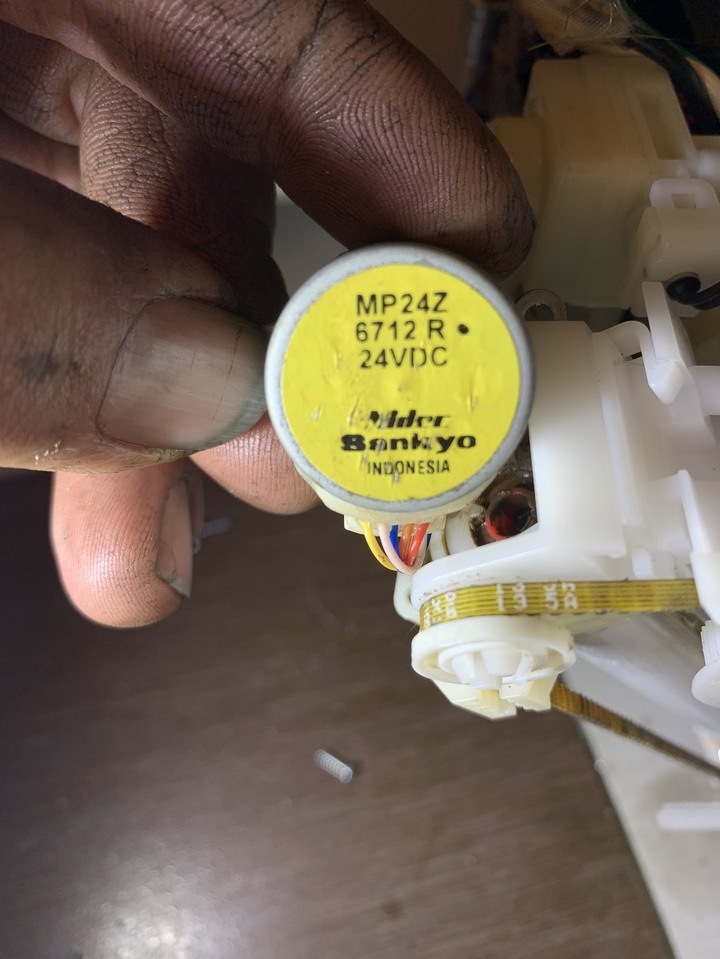 MP24Z
6712 R •
24VDC
Nidec
Sankyo
INDONESIA